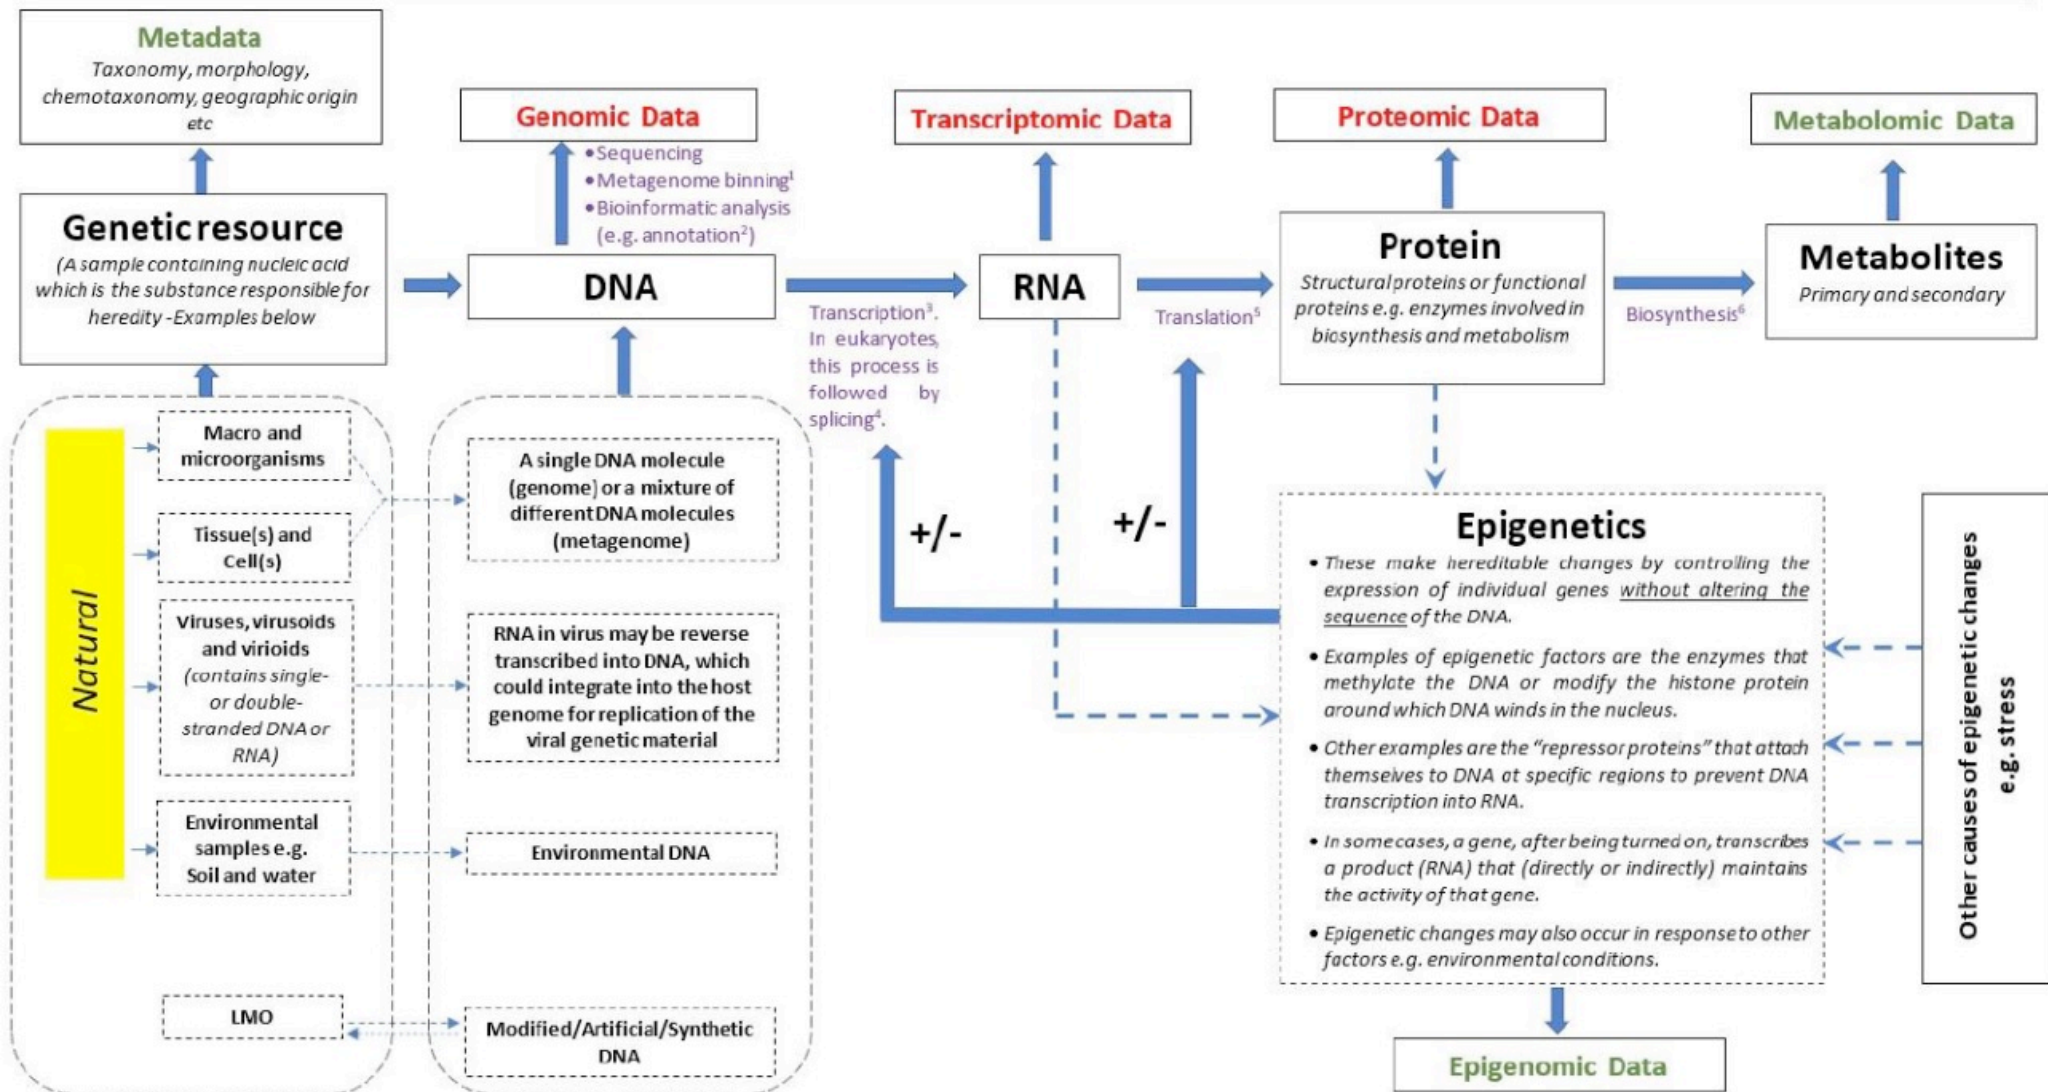 Metadata
Taxonomy, morphology,
chemotaxonomy, geographic origin
etc
Genomic Data
Transcriptomic Data
Proteomic Data
Metabolomic Data
•Sequencing
•Metagenome binning¹
•Bioinformatic analysis
(e.g. annotation²)
Genetic resource
(A sample containing nucleic acid
which is the substance responsible for
heredity -Examples below
DNA
Transcription³.
In eukaryotes,
this process is
followed by
splicing⁴.
RNA
Translation⁵
Protein
Structural proteins or functional
proteins e.g. enzymes involved in
biosynthesis and metabolism
Biosynthesis⁶
Metabolites
Primary and secondary
Natural
Macro and
microorganisms
Tissue(s) and
Cell(s)
Viruses, virusoids
and virioids
(contains single-
or double-
stranded DNA or
RNA)
Environmental
samples e.g.
Soil and water
LMO
A single DNA molecule
(genome) or a mixture of
different DNA molecules
(metagenome)
RNA in virus may be reverse
transcribed into DNA, which
could integrate into the host
genome for replication of the
viral genetic material
Environmental DNA
Modified/Artificial/Synthetic
DNA
+/-
+/-
Epigenetics
• These make hereditable changes by controlling the
expression of individual genes without altering the
sequence of the DNA.
• Examples of epigenetic factors are the enzymes that
methylate the DNA or modify the histone protein
around which DNA winds in the nucleus.
• Other examples are the “repressor proteins” that attach
themselves to DNA at specific regions to prevent DNA
transcription into RNA.
• In some cases, a gene, after being turned on, transcribes
a product (RNA) that (directly or indirectly) maintains
the activity of that gene.
• Epigenetic changes may also occur in response to other
factors e.g. environmental conditions.
Other causes of epigenetic changes
e.g. stress
Epigenomic Data